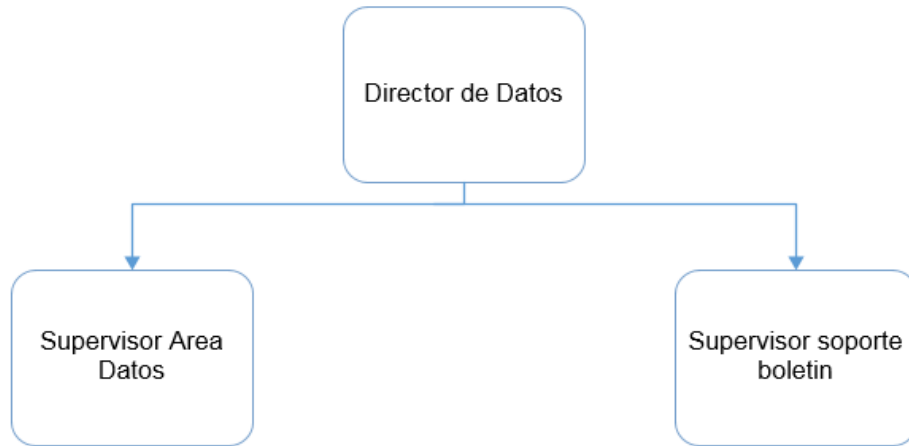 Director de Datos
Supervisor Area
Datos
Supervisor soporte
boletin